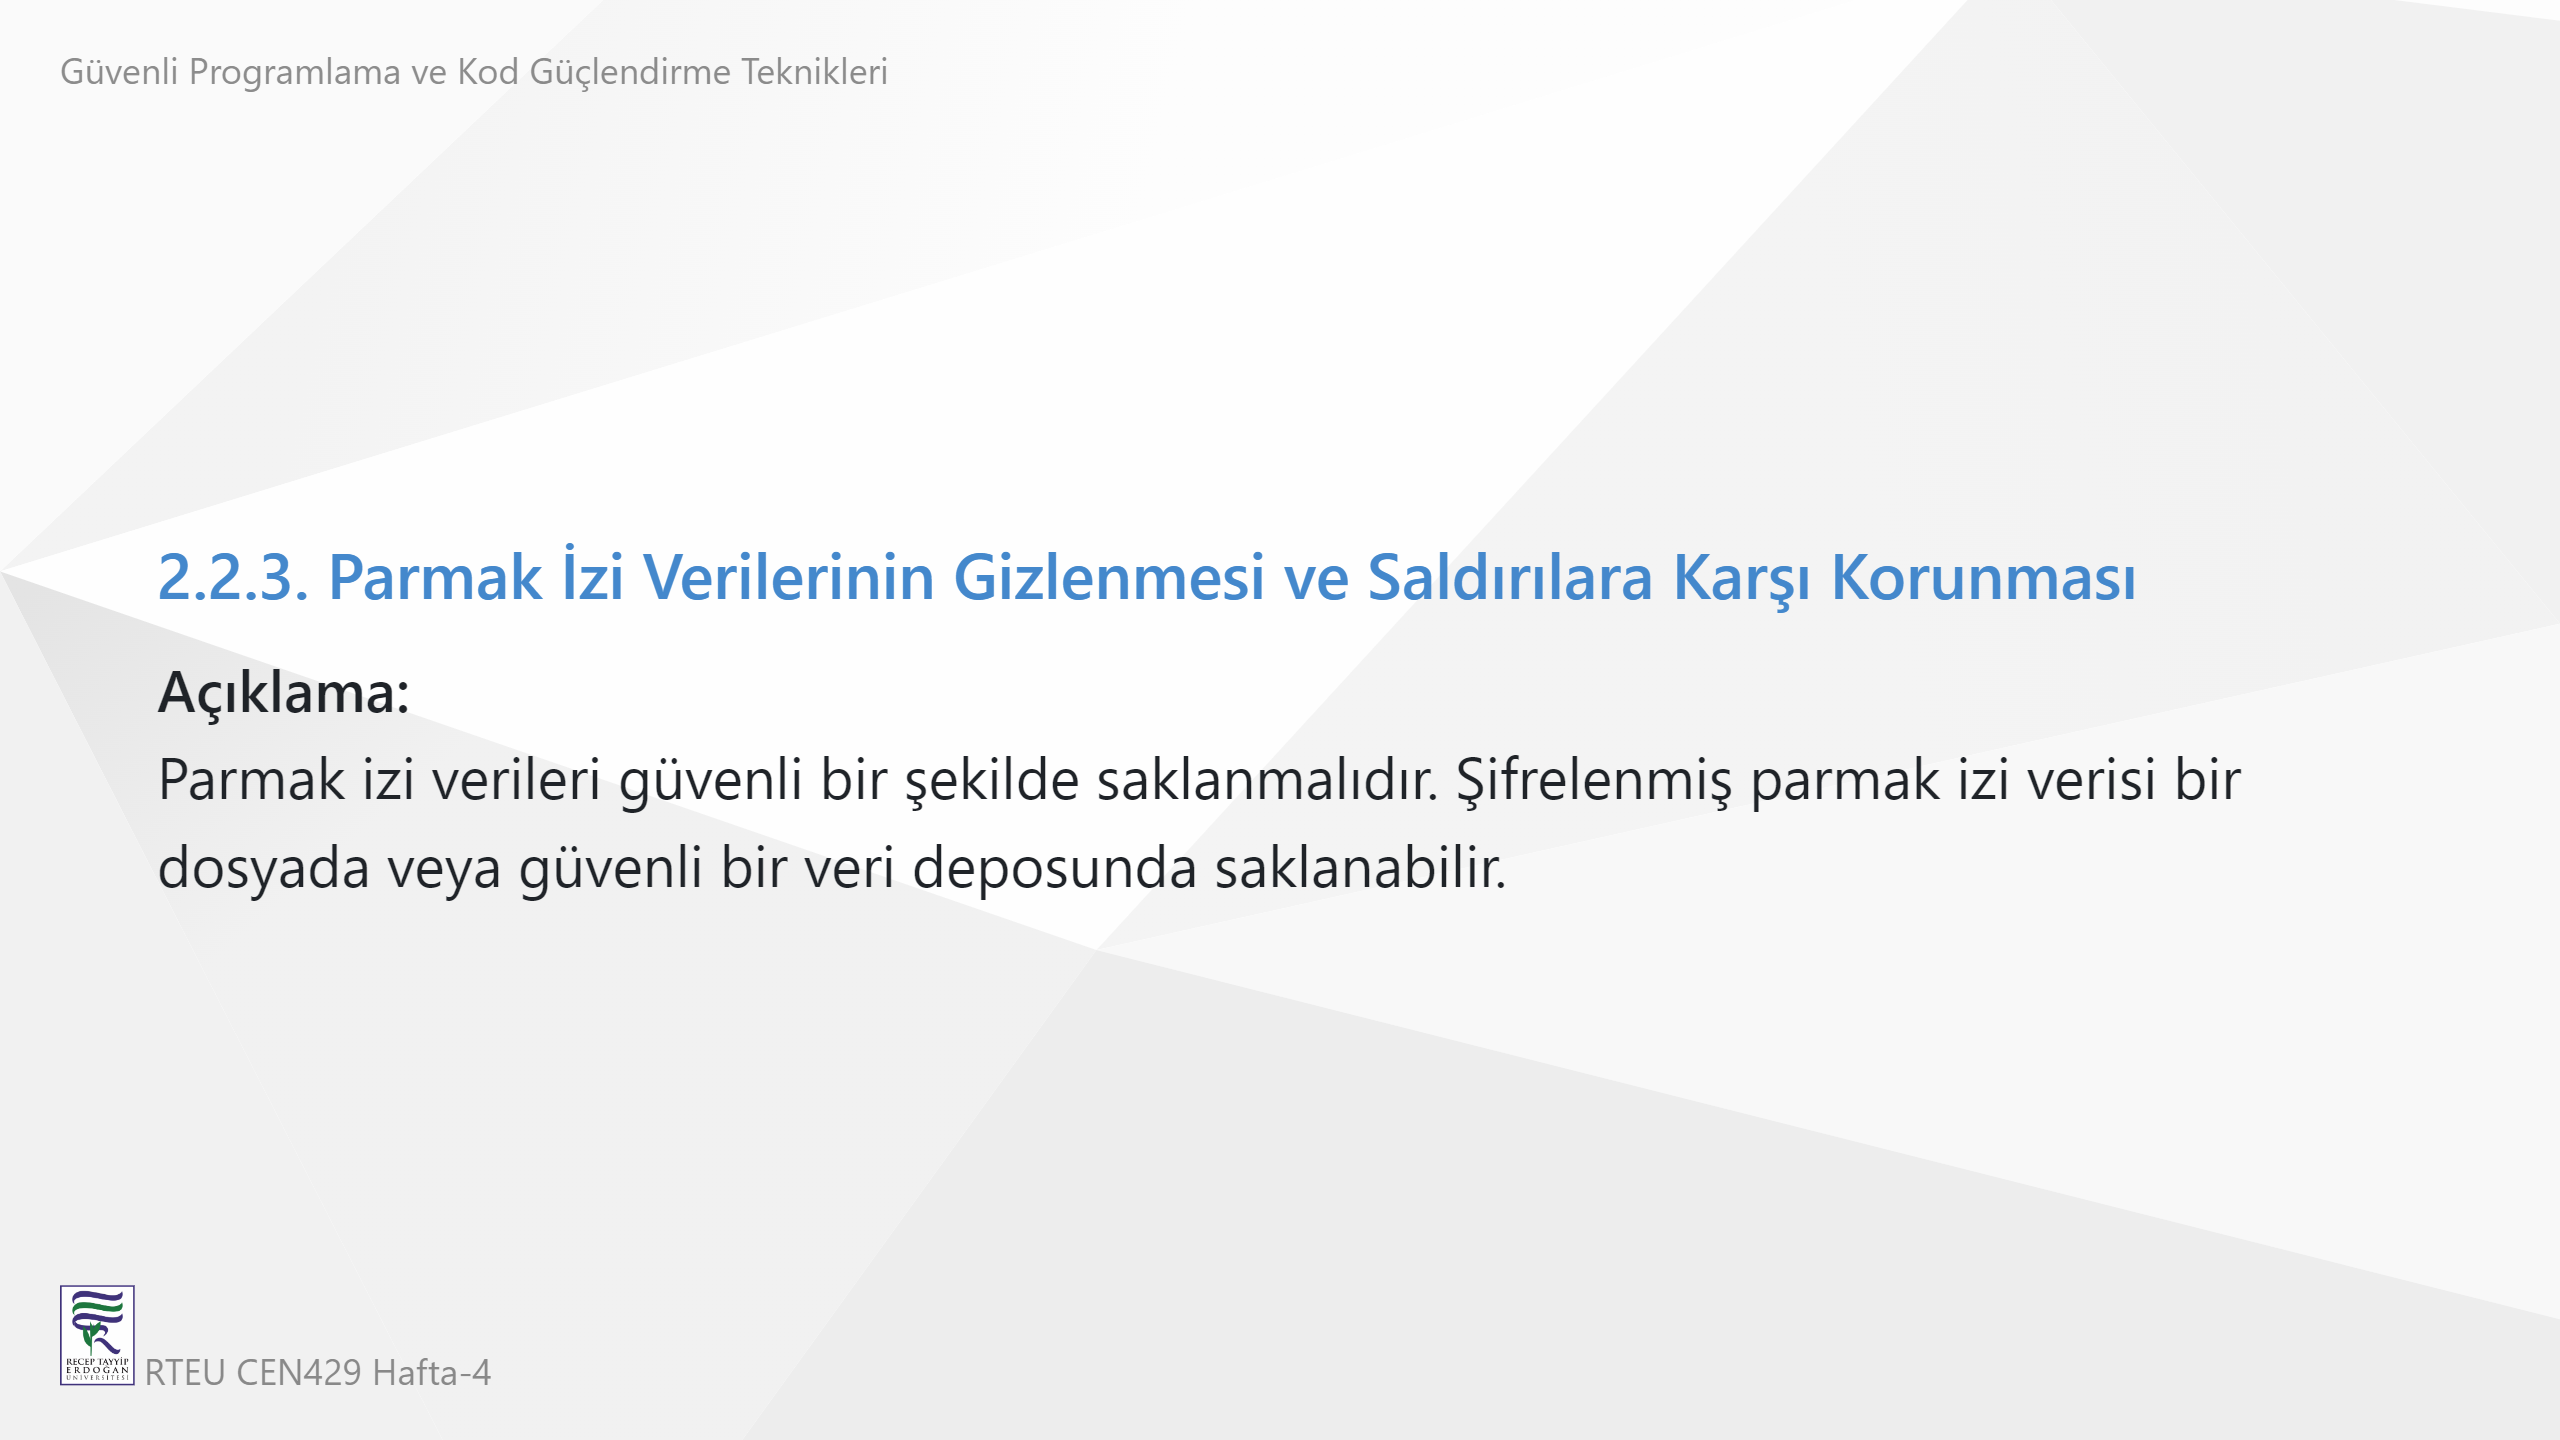 Güvenli Programlama ve Kod Güçlendirme Teknikleri
2.2.3. Parmak İzi Verilerinin Gizlenmesi ve Saldırılara Karşı Korunması
Açıklama:
Parmak izi verileri güvenli bir şekilde saklanmalıdır. Şifrelenmiş parmak izi verisi bir
dosyada veya güvenli bir veri deposunda saklanabilir.
RECEP TAYYİP
ERDOĞAN
ÜNİVERSİTESİ
RTEU CEN429 Hafta-4